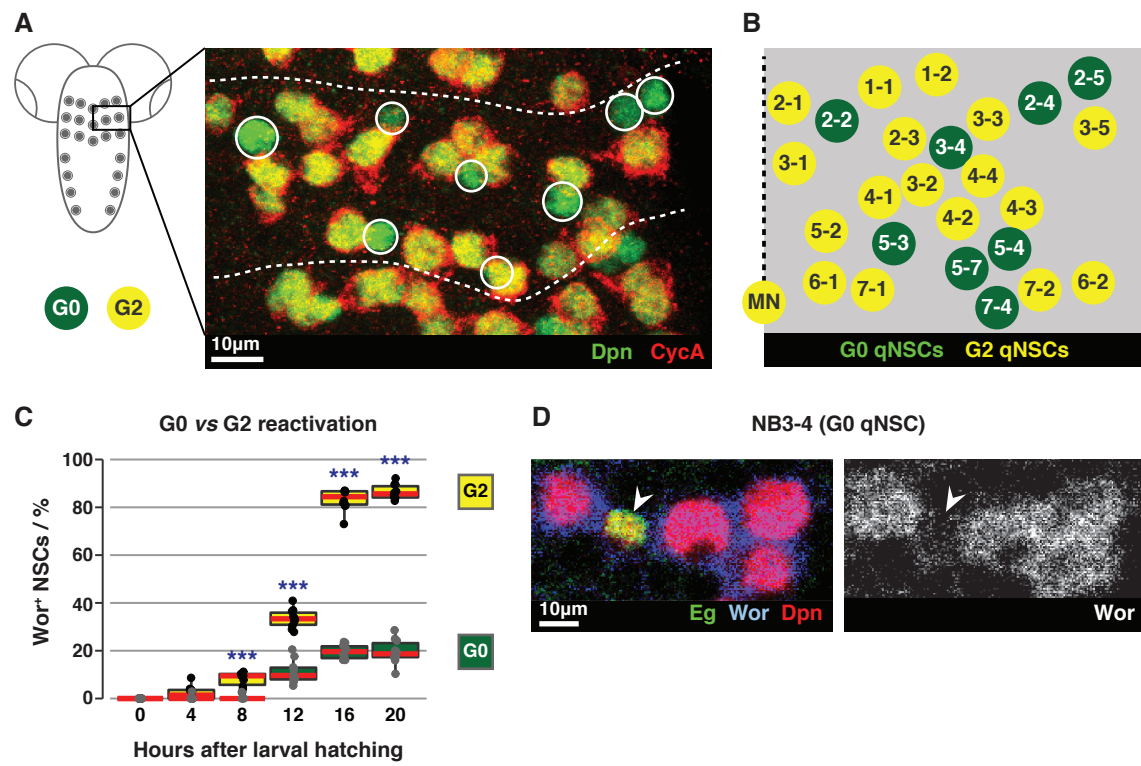 A
G0 G2
10µm
Dpn CycA
B
2-1
1-1
1-2
2-5
2-2
2-4
2-3
3-3
3-5
3-4
3-1
4-4
3-2
4-1
4-3
4-2
5-2
5-3
5-4
5-7
6-1
7-1
7-2
6-2
7-4
MN
G0 qNSCs G2 qNSCs
C
G0 vs G2 reactivation
Wor+ NSCs / %
100
80
60
40
20
0
***
***
***
***
G2
G0
0 4 8 12 16 20
Hours after larval hatching
D
NB3-4 (G0 qNSC)
10µm
Eg Wor Dpn
Wor